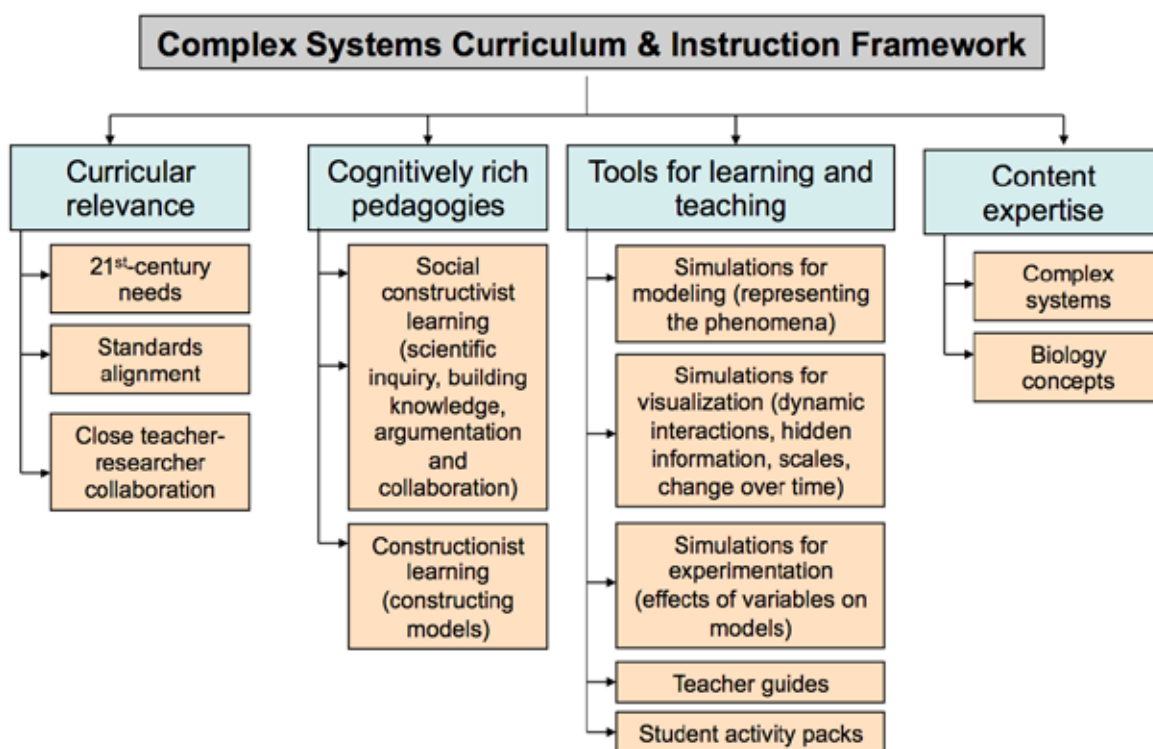 Complex Systems Curriculum & Instruction Framework
Curricular
relevance
21st-century
needs
Standards
alignment
Close teacher-
researcher
collaboration
Cognitively rich
pedagogies
Social
constructivist
learning
(scientific
inquiry, building
knowledge,
argumentation
and
collaboration)
Constructionist
learning
(constructing
models)
Tools for learning and
teaching
Simulations for
modeling (representing
the phenomena)
Simulations for
visualization (dynamic
interactions, hidden
information, scales,
change over time)
Simulations for
experimentation
(effects of variables on
models)
Teacher guides
Student activity packs
Content
expertise
Complex
systems
Biology
concepts